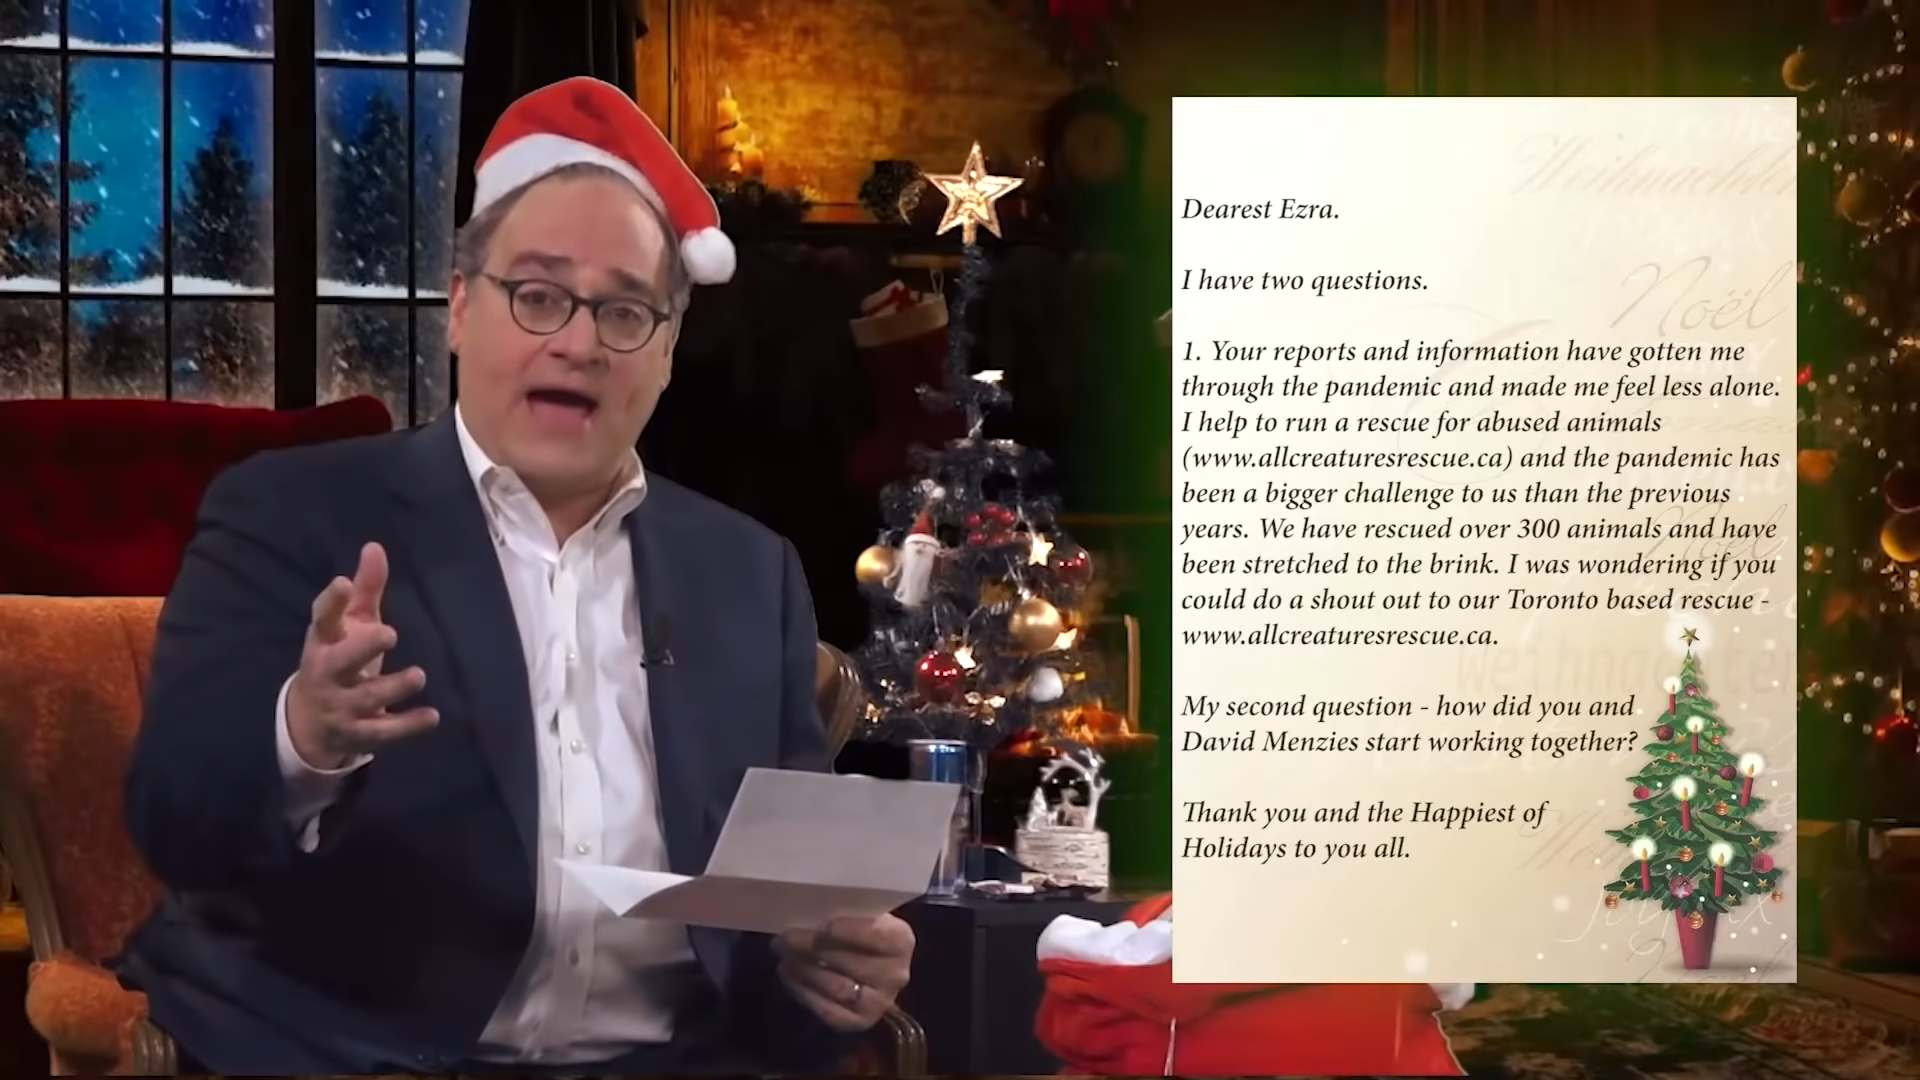 Dearest Ezra.
I have two questions.
1. Your reports and information have gotten me
through the pandemic and made me feel less alone.
I help to run a rescue for abused animals
(www.allcreaturesrescue.ca) and the pandemic has
been a bigger challenge to us than the previous
years. We have rescued over 300 animals and have
been stretched to the brink. I was wondering if you
could do a shout out to our Toronto based rescue -
www.allcreaturesrescue.ca.
My second question - how did you and
David Menzies start working together?
Thank you and the Happiest of
Holidays to you all.
Noël